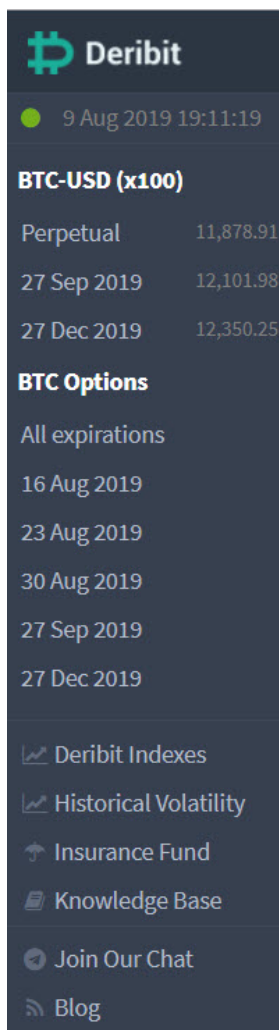 Deribit
9 Aug 2019 19:11:19
BTC-USD (x100)
Perpetual 11,878.91
27 Sep 2019 12,101.98
27 Dec 2019 12,350.25
BTC Options
All expirations
16 Aug 2019
23 Aug 2019
30 Aug 2019
27 Sep 2019
27 Dec 2019
Deribit Indexes
Historical Volatility
Insurance Fund
Knowledge Base
Join Our Chat
Blog